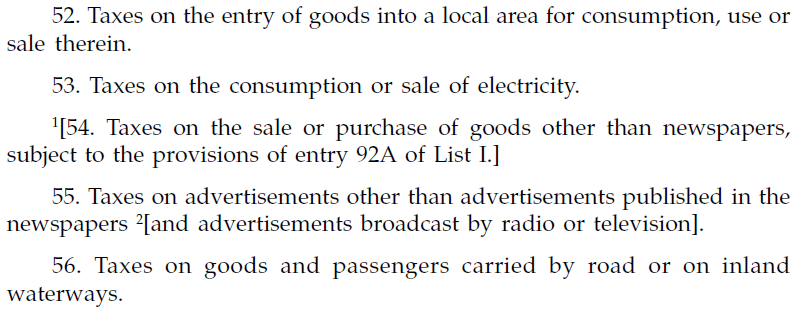 52. Taxes on the entry of goods into a local area for consumption, use or
sale therein.
53. Taxes on the consumption or sale of electricity.
¹[54. Taxes on the sale or purchase of goods other than newspapers,
subject to the provisions of entry 92A of List I.]
55. Taxes on advertisements other than advertisements published in the
newspapers ²[and advertisements broadcast by radio or television].
56. Taxes on goods and passengers carried by road or on inland
waterways.